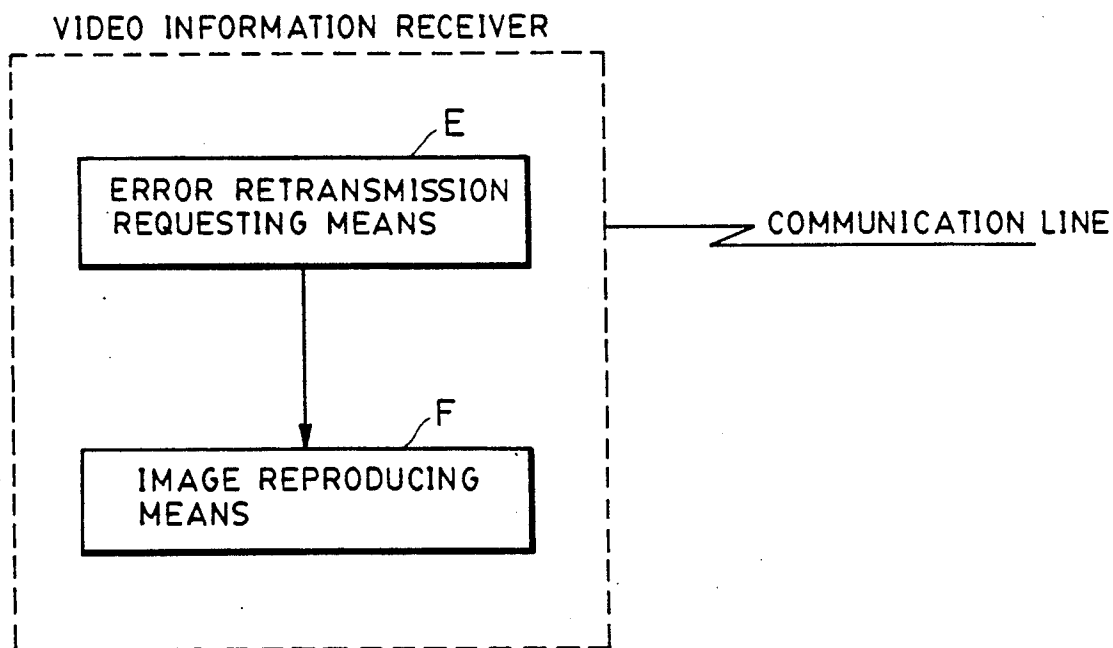 VIDEO INFORMATION RECEIVER
E
ERROR RETRANSMISSION
REQUESTING MEANS
COMMUNICATION LINE
F
IMAGE REPRODUCING
MEANS